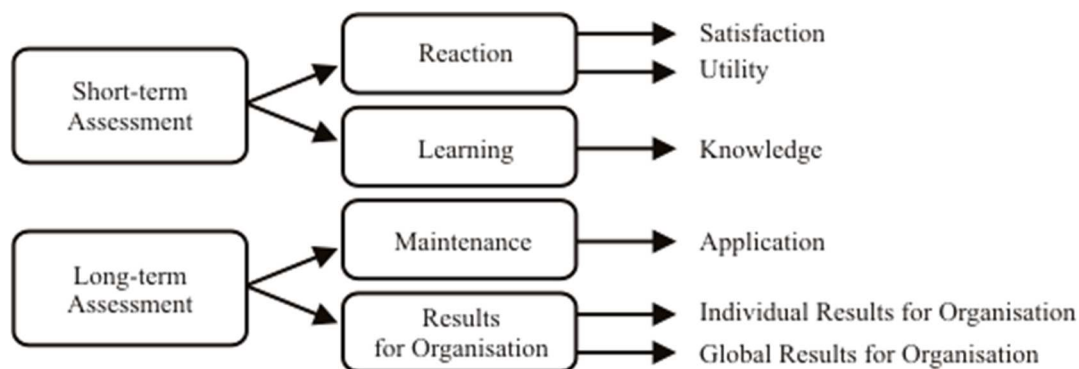 Short-term
Assessment
Reaction
Satisfaction
Utility
Learning
Knowledge
Long-term
Assessment
Maintenance
Application
Results
for Organisation
Individual Results for Organisation
Global Results for Organisation